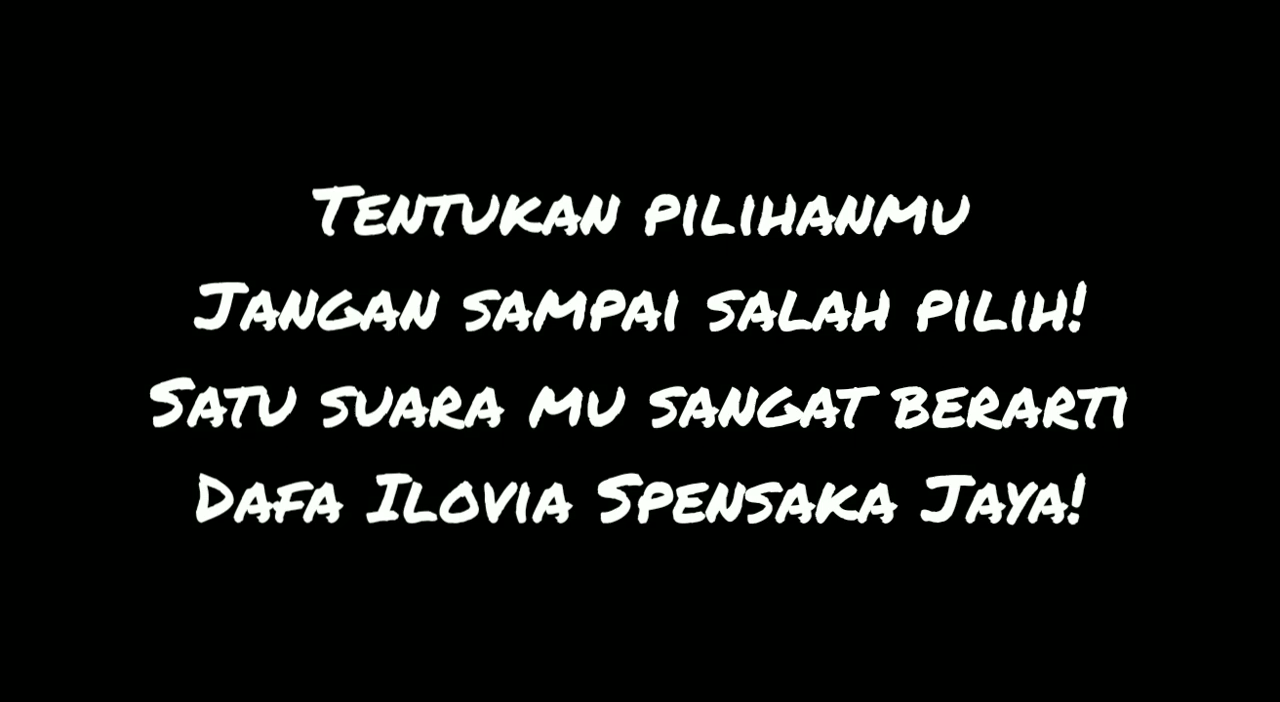 Tentukan pilihanmu
Jangan sampai salah pilih!
Satu suara mu sangat berarti
Dafa Ilovia Spensaka Jaya!